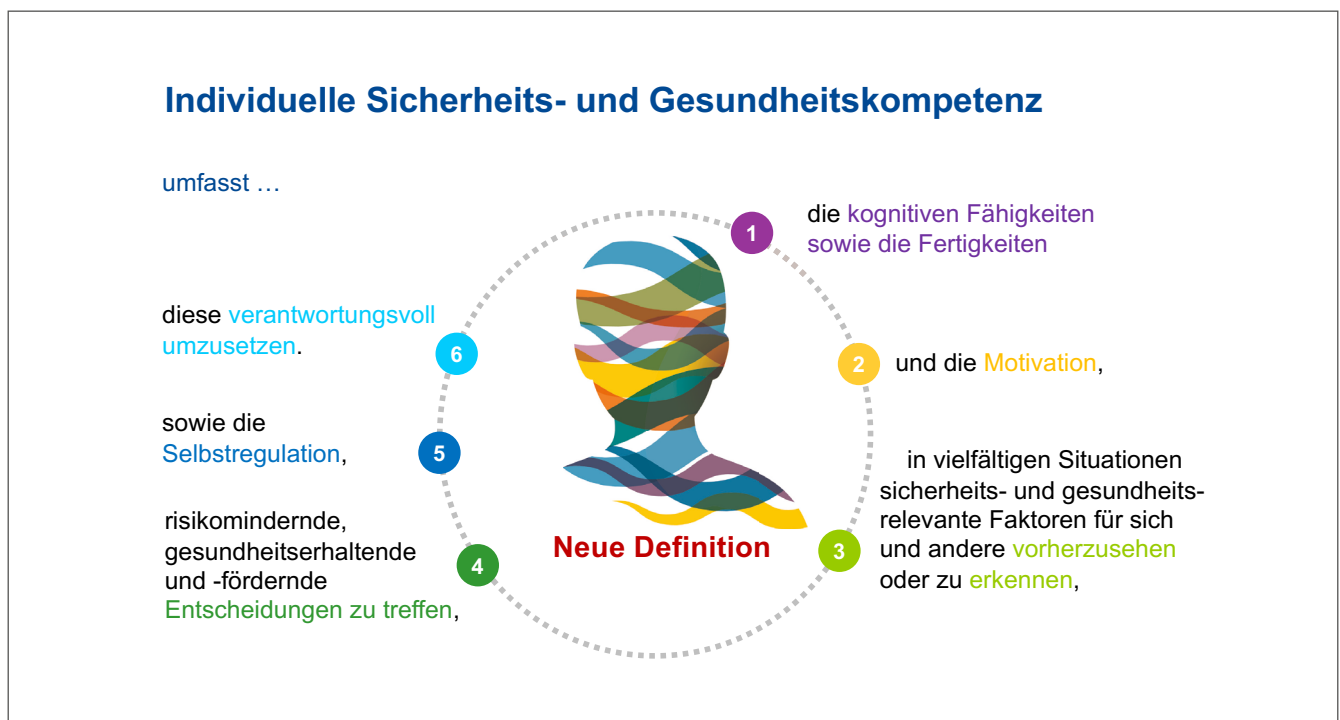 Individuelle Sicherheits- und Gesundheitskompetenz
umfasst …
1
die kognitiven Fähigkeiten
sowie die Fertigkeiten
2
und die Motivation,
3
in vielfältigen Situationen
sicherheits- und gesundheits-
relevante Faktoren für sich
und andere vorherzusehen
oder zu erkennen,
4
risikomindernde,
gesundheitserhaltende
und -fördernde
Entscheidungen zu treffen,
5
sowie die
Selbstregulation,
6
diese verantwortungsvoll
umzusetzen.
Neue Definition